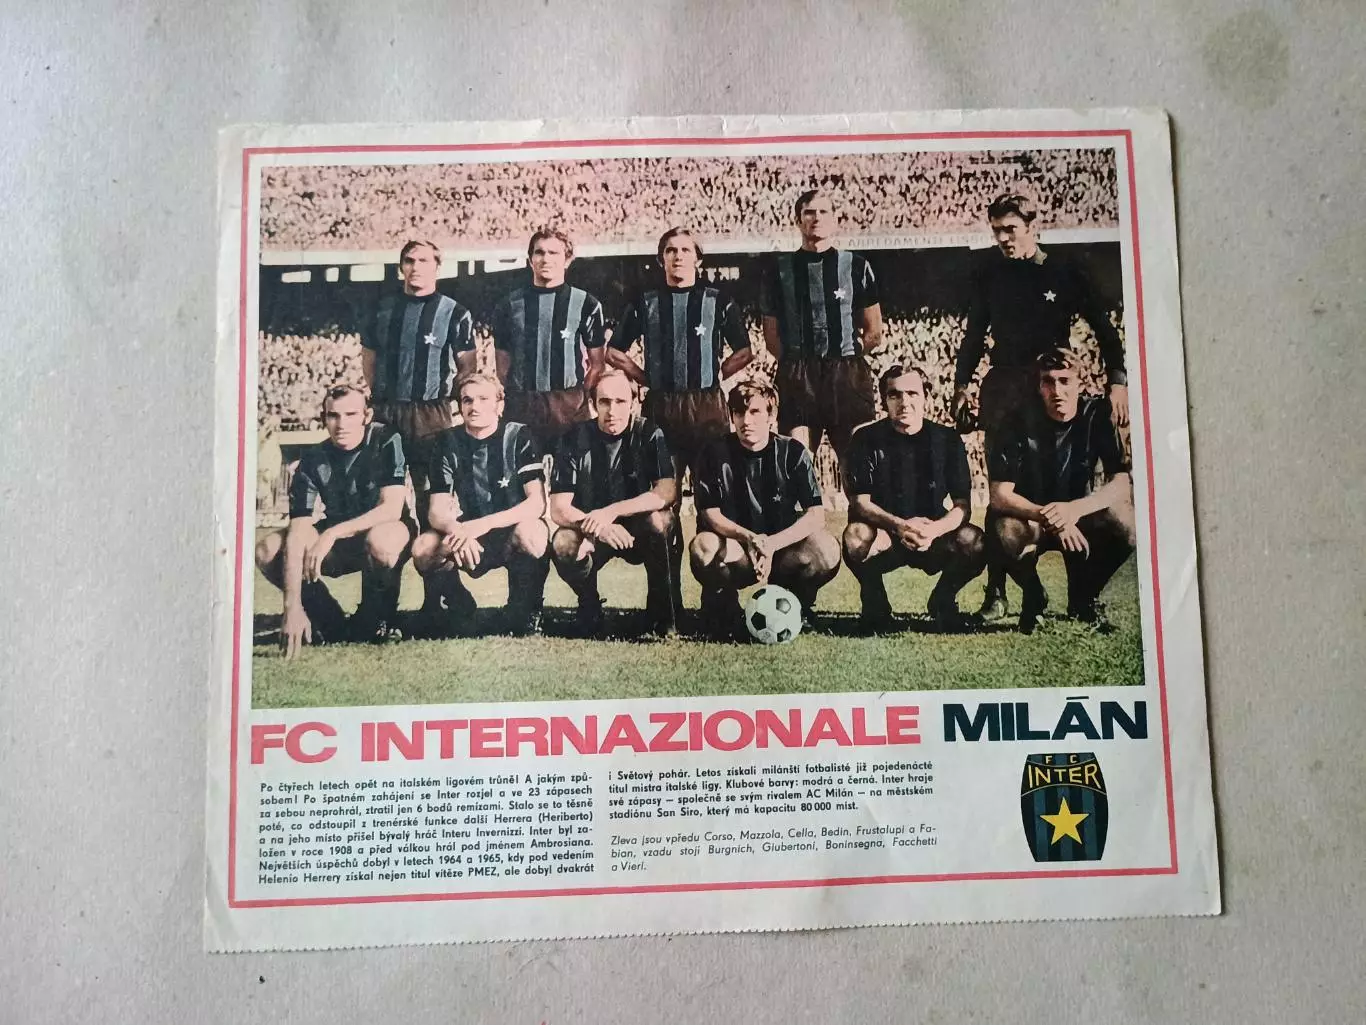 ARREDAMENTI LISSO
FC INTERNAZIONALE MILÁN
Po čtyřech letech opět na italském ligovém trůně! A jakým způ-
sobem! Po špatném zahájení se Inter rozjel a ve 23 zápasech
za sebou neprohrál, ztratil jen 6 bodů remízami. Stalo se to těsně
poté, co odstoupil z trenérské funkce další Herrera (Heriberto)
a na jeho místo přišel bývalý hráč Interu Invernizzi. Inter byl za-
ložen v roce 1908 a před válkou hrál pod jménem Ambrosiana.
Největších úspěchů dobyl v letech 1964 a 1965, kdy pod vedením
Helenio Herrery získal nejen titul vítěze PMEZ, ale dobyl dvakrát
i Světový pohár. Letos získali milánští fotbalisté již pojedenácté
titul mistra italské ligy. Klubové barvy: modrá a černá. Inter hraje
své zápasy – společně se svým rivalem AC Milán – na městském
stadiónu San Siro, který má kapacitu 80 000 míst.
Zleva jsou vpředu Corso, Mazzola, Cella, Bedin, Frustalupi a Fa-
bian, vzadu stojí Burgnich, Giubertoni, Boninsegna, Facchetti
a Vieri.
FC
INTER